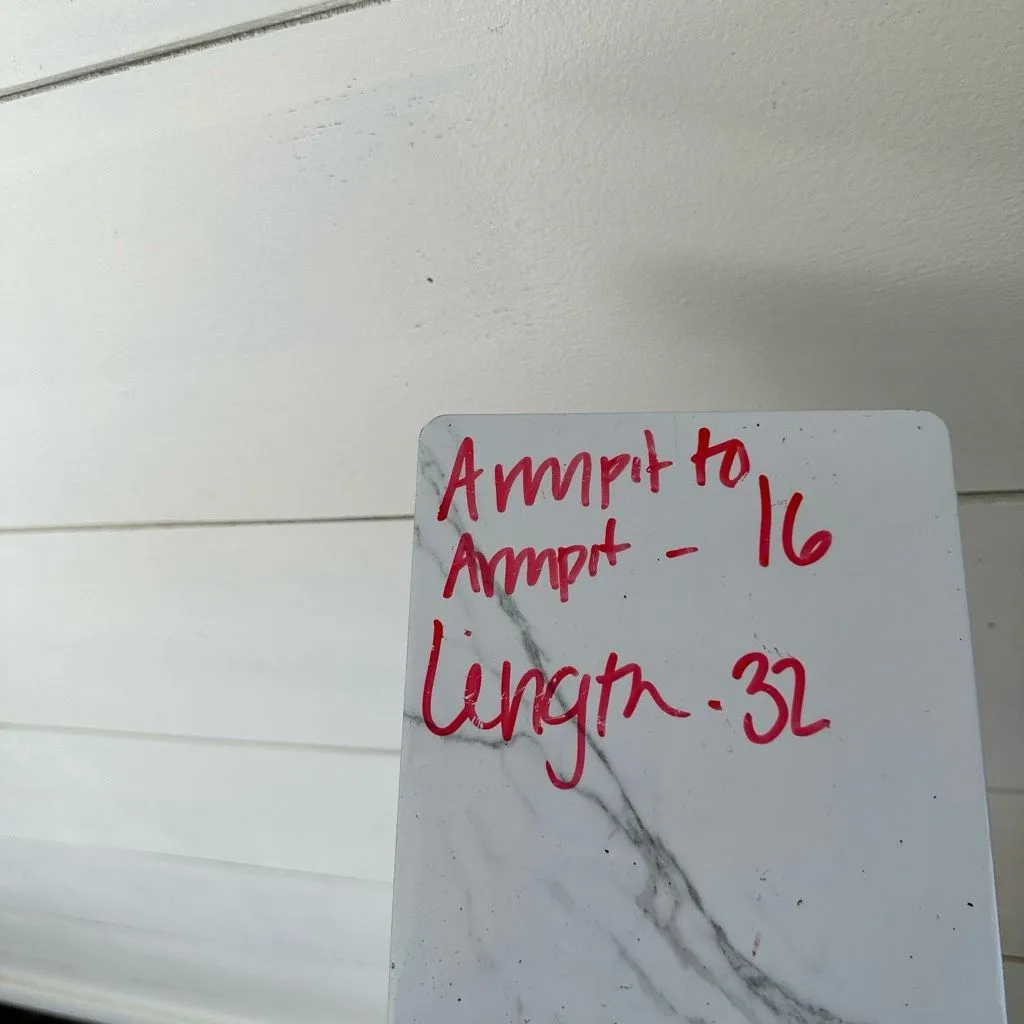 Armpit to
Armpit - 16
Length . 32